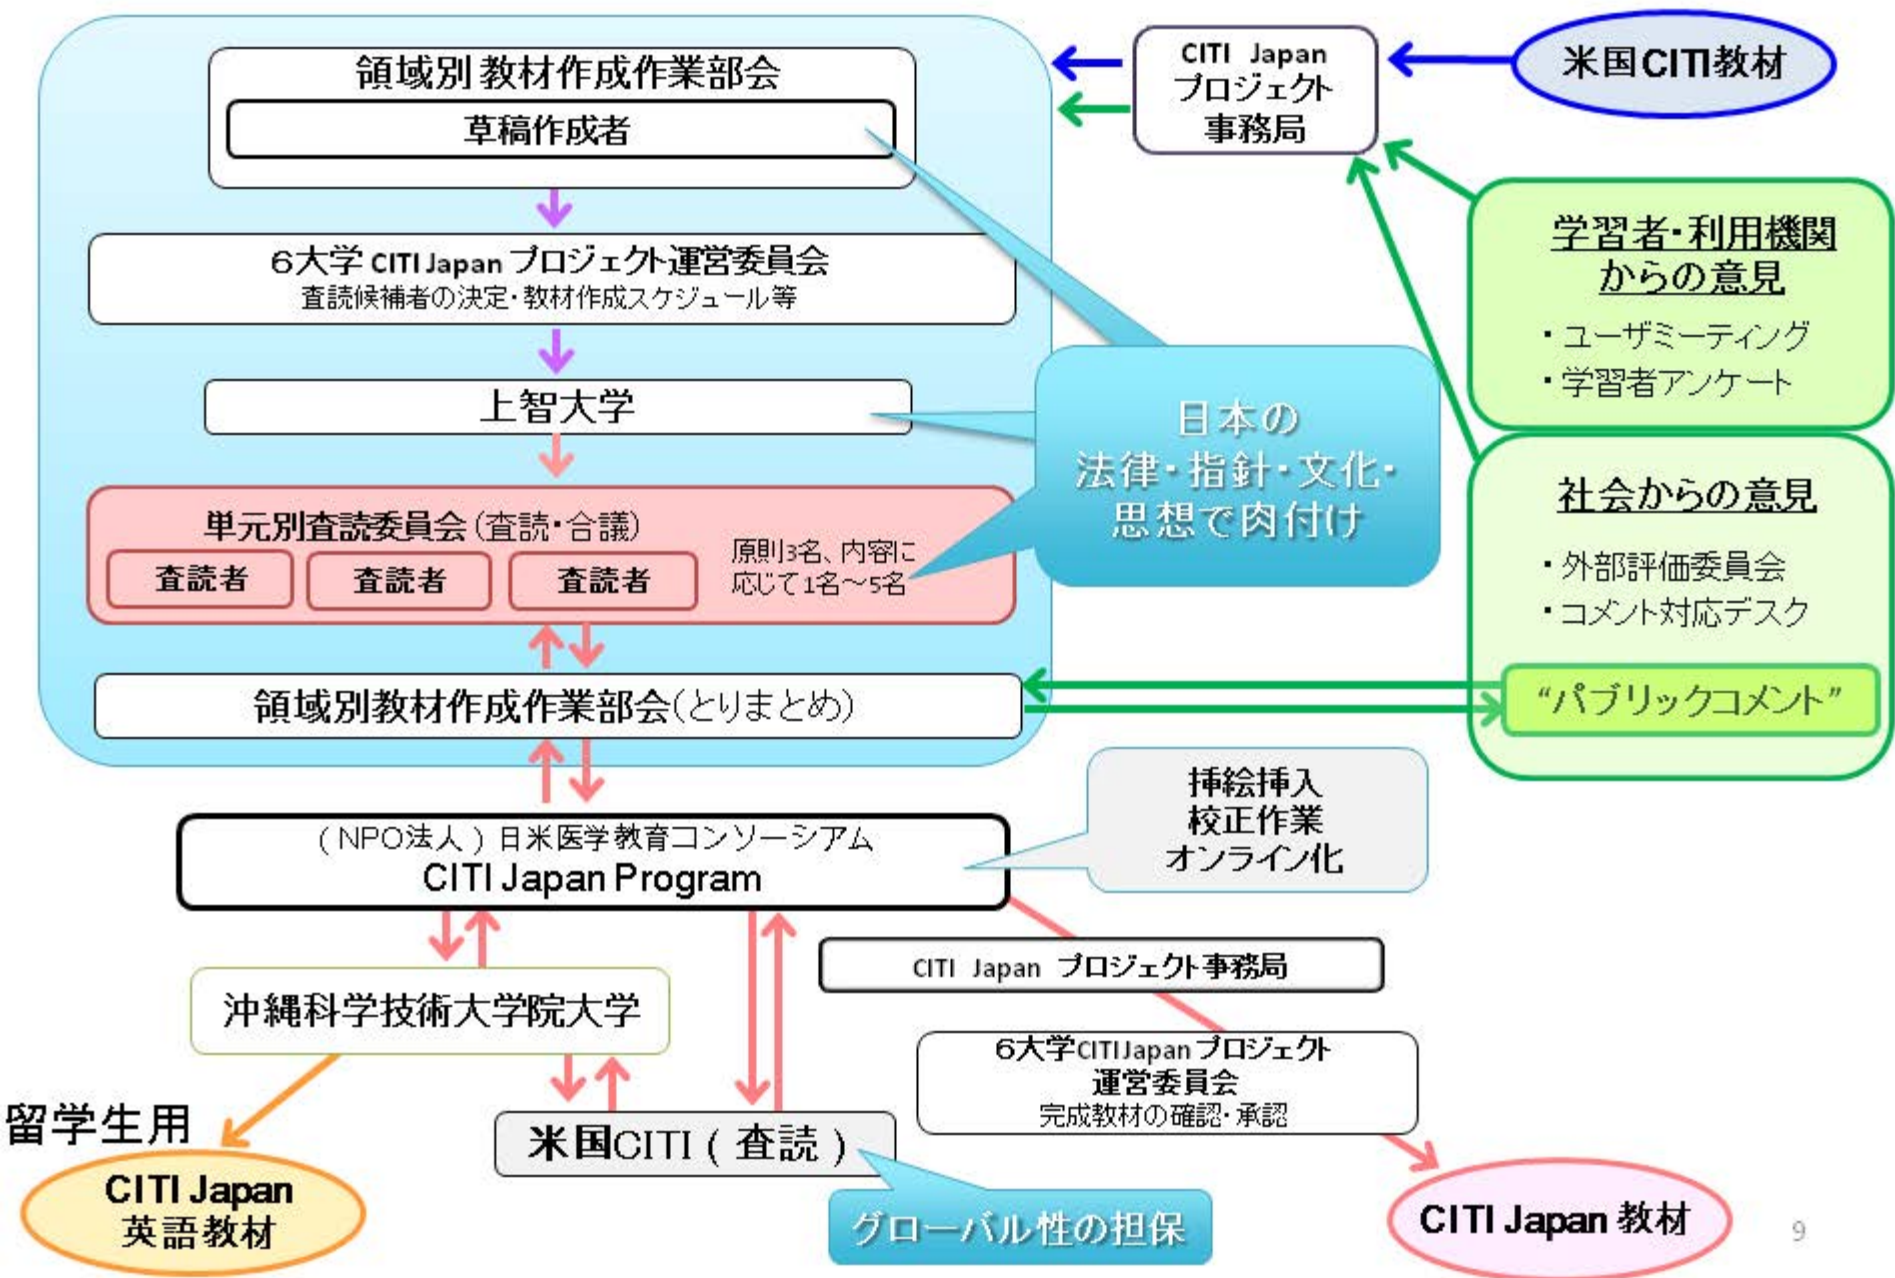 領域別 教材作成作業部会
草稿作成者
CITI Japan
プロジェクト
事務局
米国CITI教材
6大学 CITI Japan プロジェクト運営委員会
査読候補者の決定・教材作成スケジュール等
学習者・利用機関
からの意見
・ユーザミーティング
・学習者アンケート
上智大学
日本の
法律・指針・文化・
思想で肉付け
単元別査読委員会(査読・合議)
査読者
査読者
査読者
原則3名、内容に
応じて1名～5名
社会からの意見
・外部評価委員会
・コメント対応デスク
“パブリックコメント”
領域別教材作成作業部会(とりまとめ)
挿絵挿入
校正作業
オンライン化
(NPO法人)日米医学教育コンソーシアム
CITI Japan Program
CITI Japan プロジェクト事務局
沖縄科学技術大学院大学
6大学CITIJapan プロジェクト
運営委員会
完成教材の確認・承認
留学生用
米国CITI(査読)
CITI Japan
英語教材
グローバル性の担保
CITI Japan 教材
9